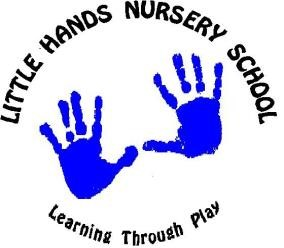 LITTLE HANDS NURSERY SCHOOL
Learning Through Play